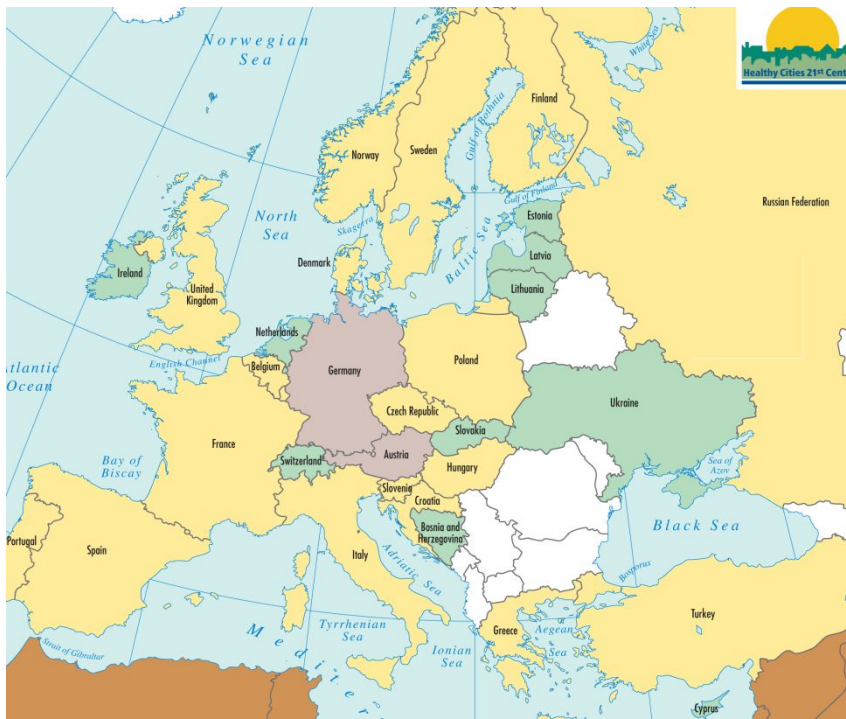 Norwegian
Sea
White Sea
Healthy Cities 21st Cent
Finland
Gulf of Bothnia
Norway
Sweden
Russian Federation
Gulf of Finland
North
Sea
Skagerra
Estonia
Baltic Sea
Latvia
Denmark
Ireland
United
Kingdom
Lithuania
Netherlands
English Channel
Belgium
Germany
Poland
Atlantic
Ocean
Czech Republic
Ukraine
Slovakia
France
Austria
Switzerland
Bay of
Biscay
Hungary
Sea of
Azov
Slovenia
Croatia
Bosnia and
Herzegovina
Black Sea
Portugal
Spain
Italy
Adriatic Sea
Bosporus
Turkey
Tyrrhenian
Sea
Greece
Aegean
Sea
Strait of Gibraltar
Mediter
Ionian
Sea
Cyprus